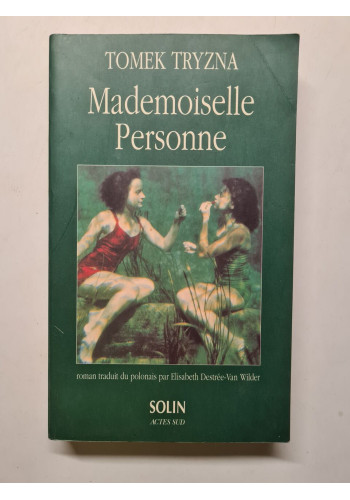 TOMEK TRYZNA
Mademoiselle
Personne
roman traduit du polonais par Elisabeth Destrée-Van Wilder
SOLIN
ACTES SUD